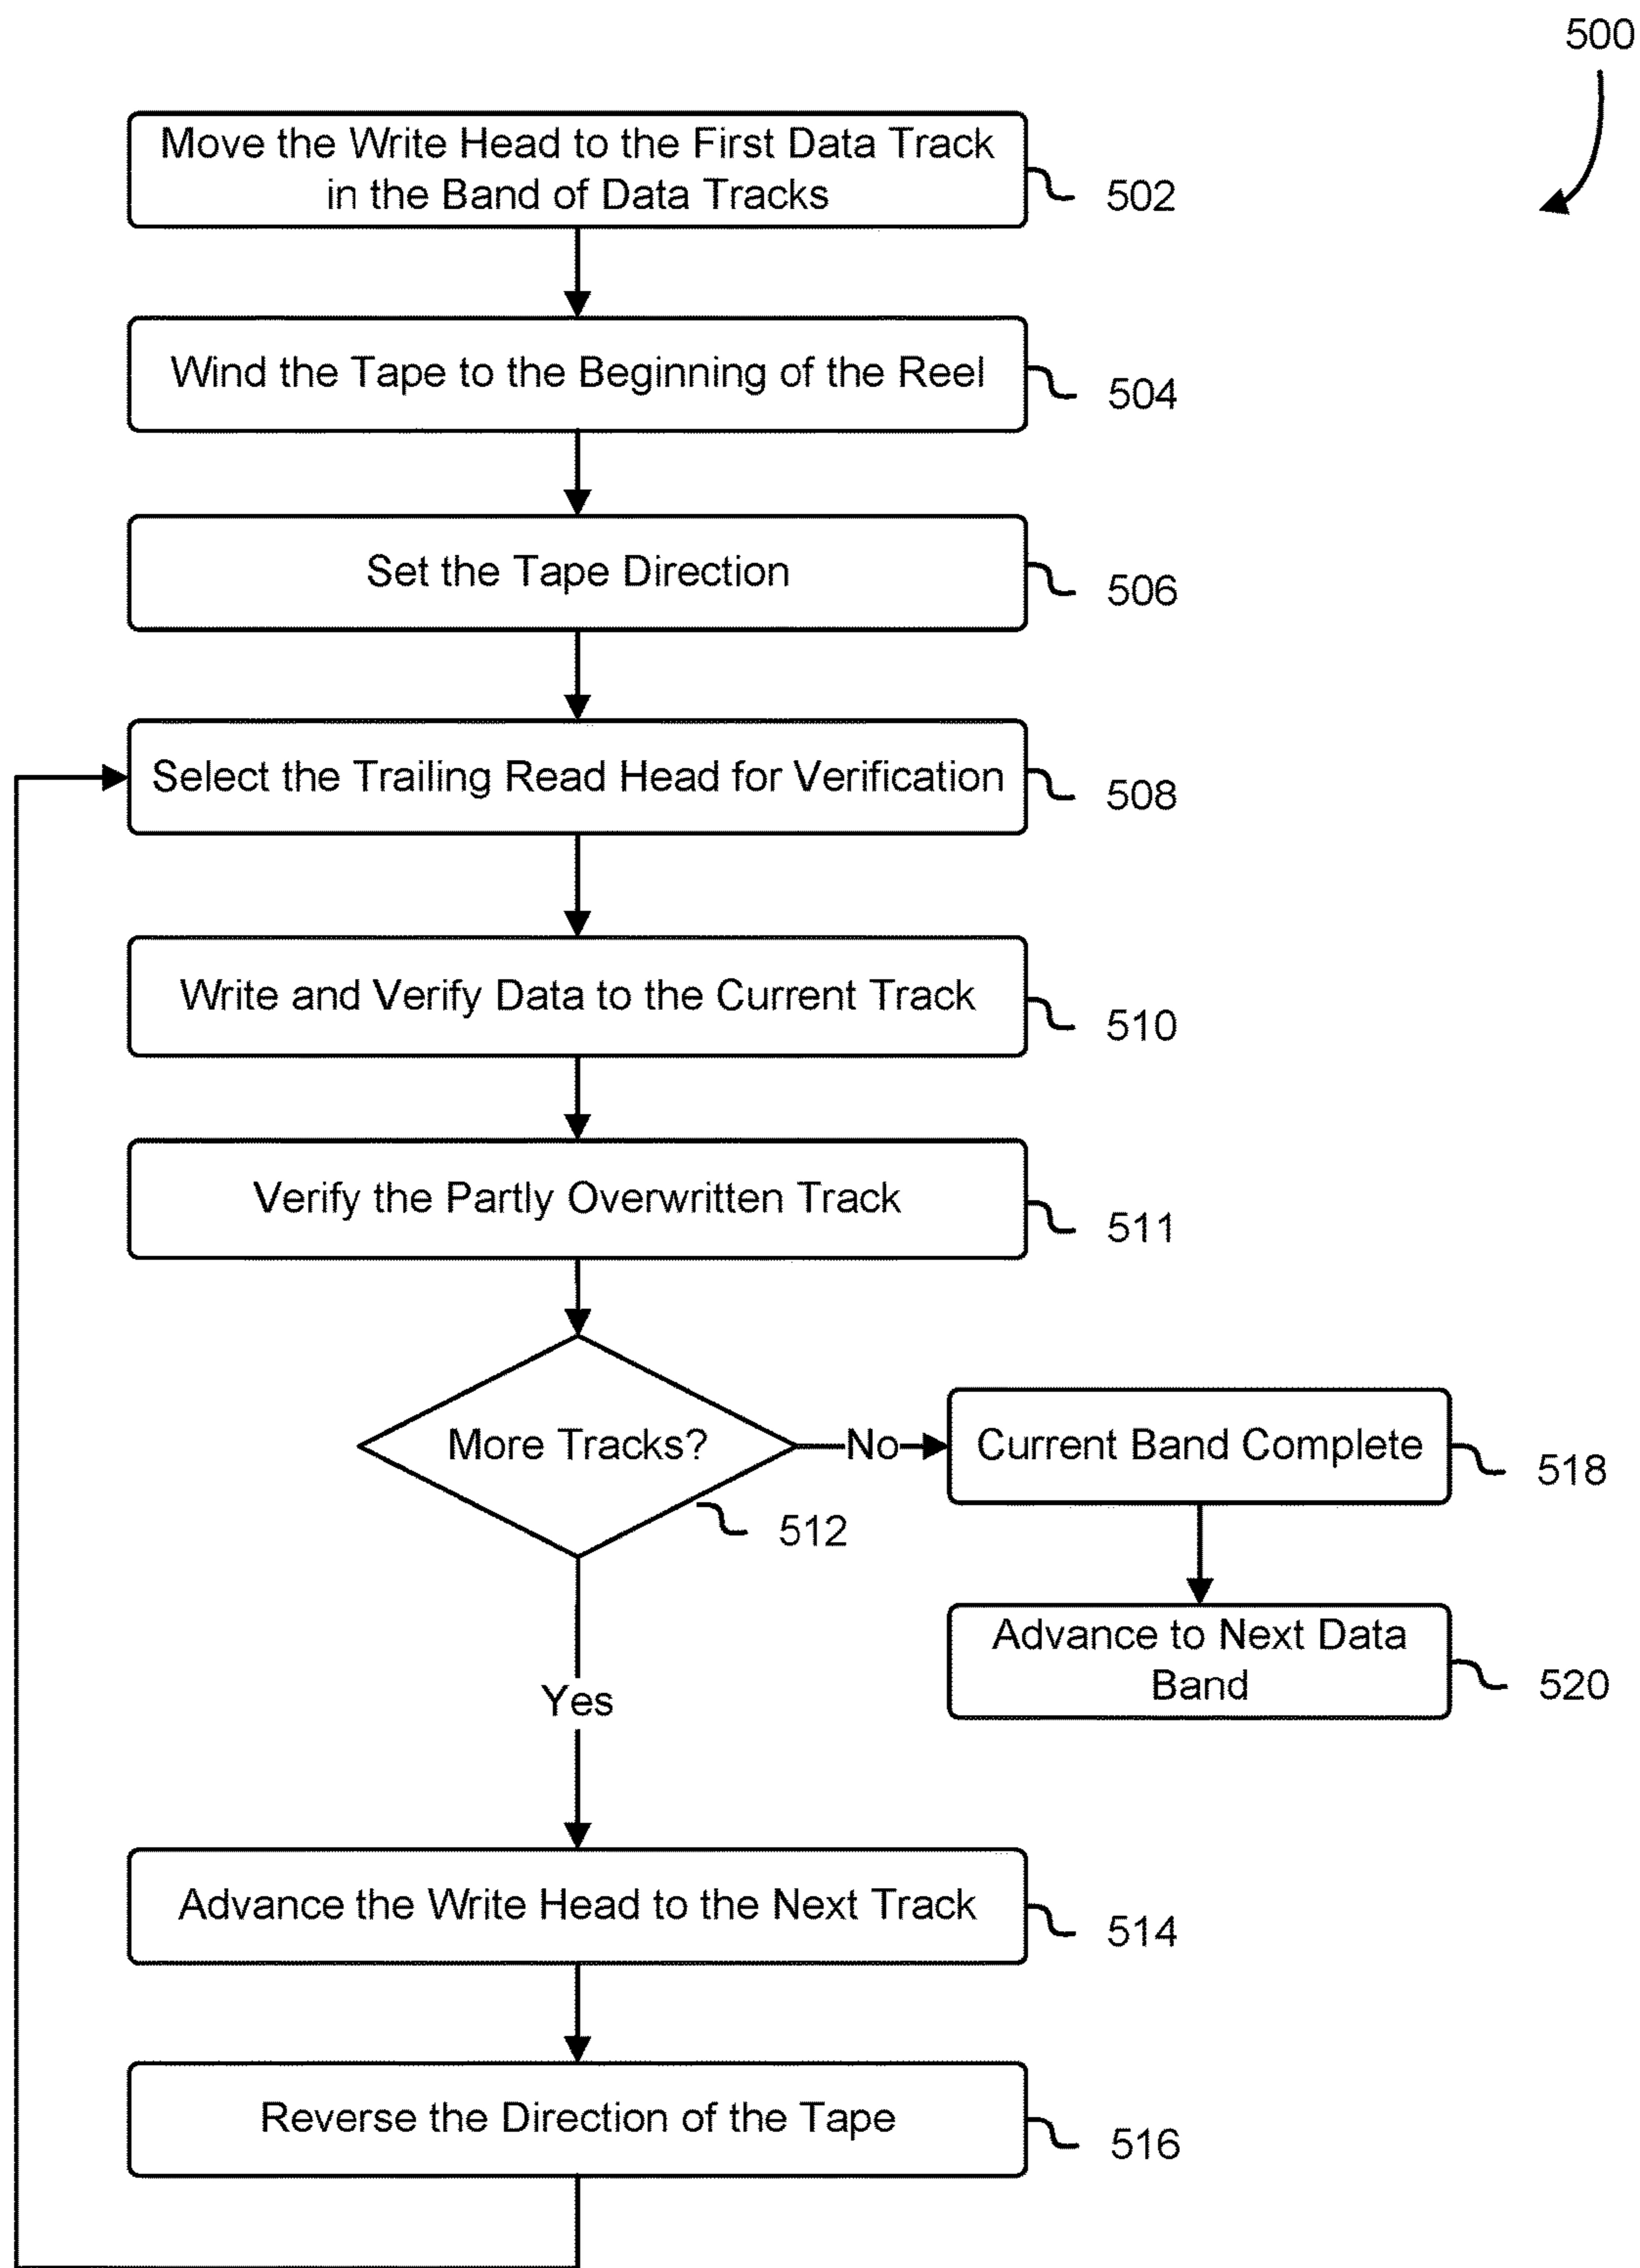 500
Move the Write Head to the First Data Track
in the Band of Data Tracks
502
Wind the Tape to the Beginning of the Reel
504
Set the Tape Direction
506
Select the Trailing Read Head for Verification
508
Write and Verify Data to the Current Track
510
Verify the Partly Overwritten Track
511
More Tracks?
512
No
Current Band Complete
518
Advance to Next Data
Band
520
Yes
Advance the Write Head to the Next Track
514
Reverse the Direction of the Tape
516